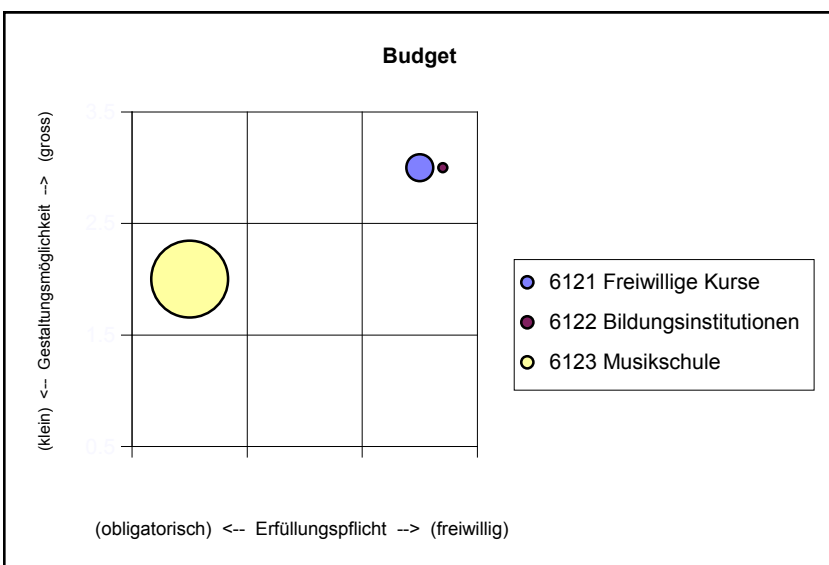 Budget
3.5
2.5
1.5
0.5
(klein) <-- Gestaltungsmöglichkeit --> (gross)
(obligatorisch) <-- Erfüllungspflicht --> (freiwillig)
6121 Freiwillige Kurse
6122 Bildungsinstitutionen
6123 Musikschule